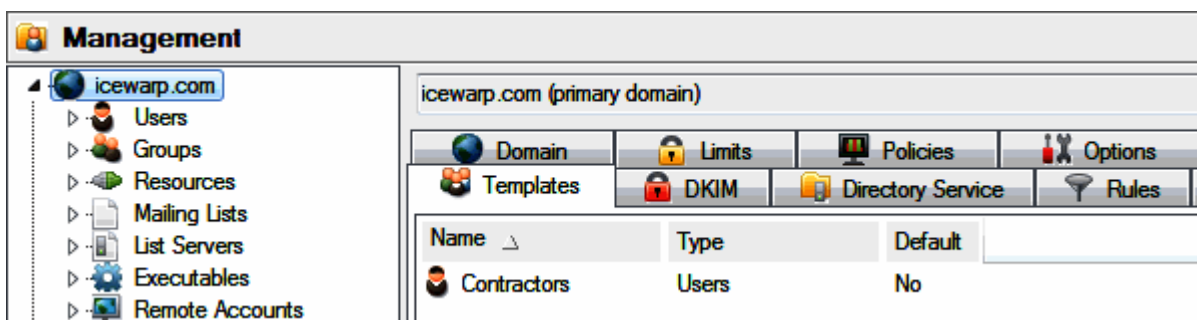 Management
icewarp.com
Users
Groups
Resources
Mailing Lists
List Servers
Executables
Remote Accounts
icewarp.com (primary domain)
Domain Limits Policies Options
Templates DKIM Directory Service Rules
Name Type Default
Contractors Users No